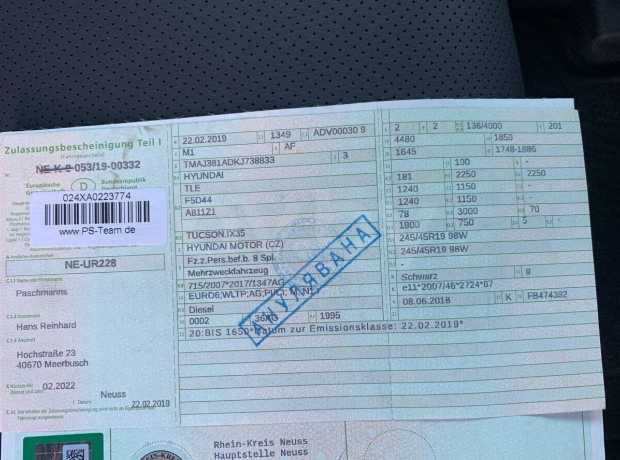 Zulassungsbescheinigung Teil I
NE-K-9 053/19-00332
Europäische
Bundesrepublik
D
024XA0223774
www.PS-Team.de
NE-UR228
Paschmanns
Hans Reinhard
Hochstraße 23
40670 Meerbusch
02.2022
Neuss
22.02.2019
22.02.2019 1349 ADV00030 9
M1 AF
TMAJ381ADKJ738833 3
HYUNDAI
TLE
F5D44
A811Z1
TUCSON,IX35
HYUNDAI MOTOR (CZ)
Fz.z.Pers.bef.b. 8 Spl.
Mehrzweckfahrzeug
715/2007*2017/1347AG
EURO6;WLTP;AG;
Diesel
0002 36AG 1995
20:BIS 1650*Datum zur Emissionsklasse: 22.02.2019*
2 2 136/4000 201
4480 1850
1645 1748-1886
100 -
181 2250 2250
1240 1150 -
1240 1150 -
78 3000 70
1900 750 5 -
245/45R19 98W
245/45R19 98W
-
Schwarz 9
e11*2007/46*2724*07
08.06.2018 K FB474392
АНУЛЯВАНА
Rhein-Kreis Neuss
Hauptstelle Neuss